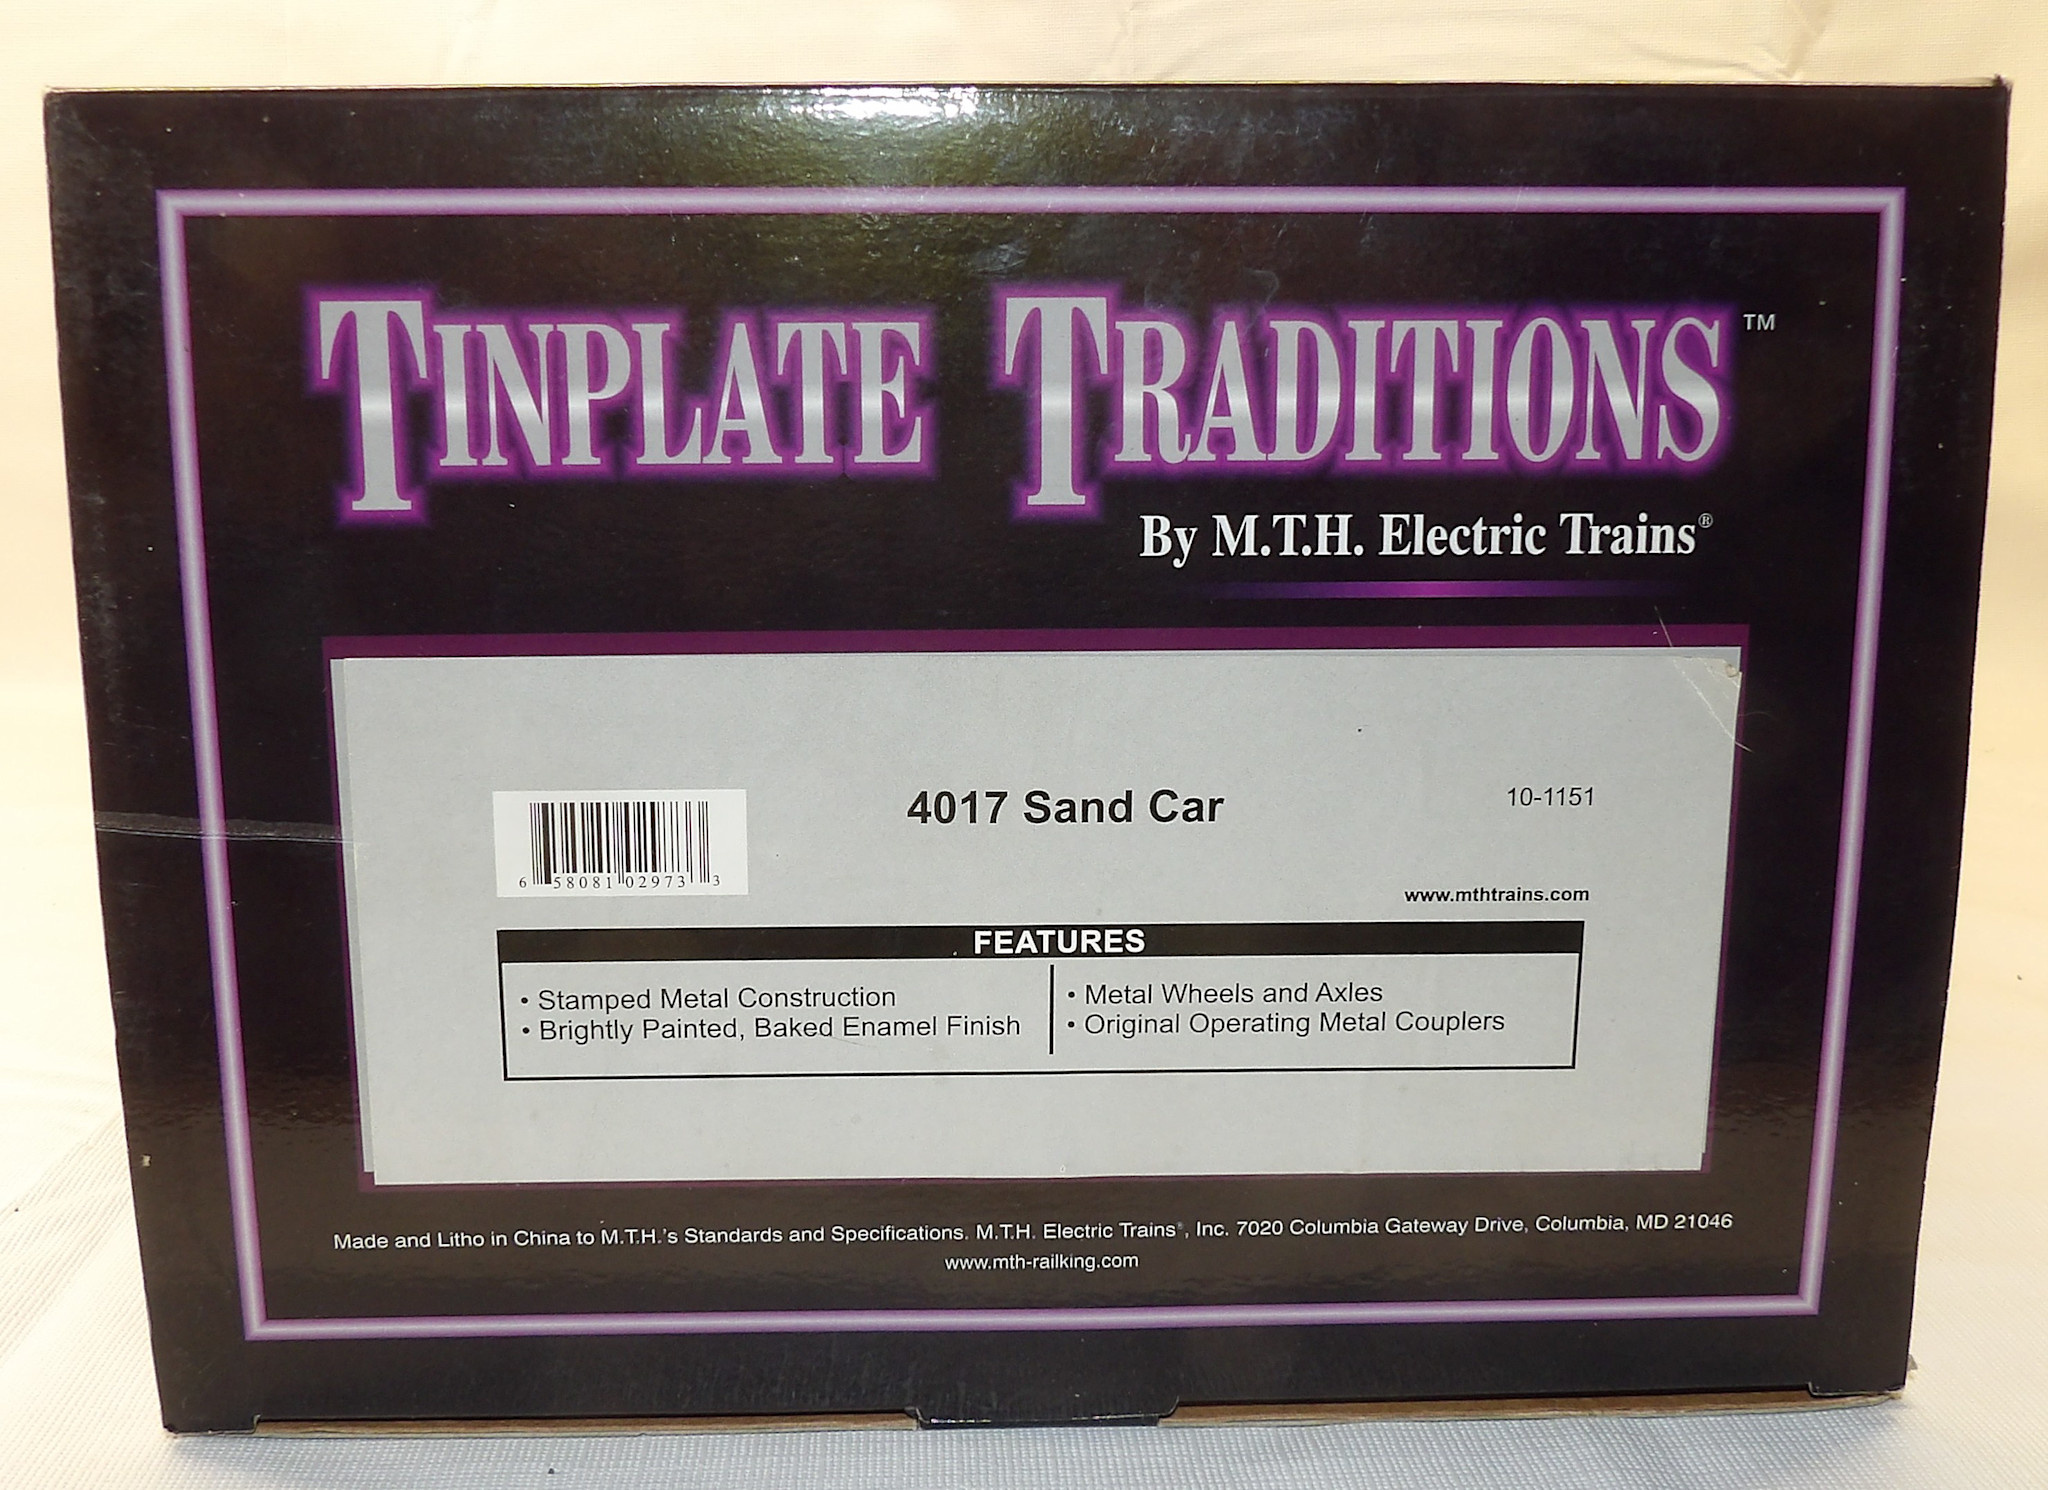 TINPLATE TRADITIONS™
By M.T.H. Electric Trains®
4017 Sand Car
10-1151
6 58081 02973 3
www.mthtrains.com
FEATURES
• Stamped Metal Construction
• Brightly Painted, Baked Enamel Finish
• Metal Wheels and Axles
• Original Operating Metal Couplers
Made and Litho in China to M.T.H.'s Standards and Specifications. M.T.H. Electric Trains®, Inc. 7020 Columbia Gateway Drive, Columbia, MD 21046
www.mth-railking.com